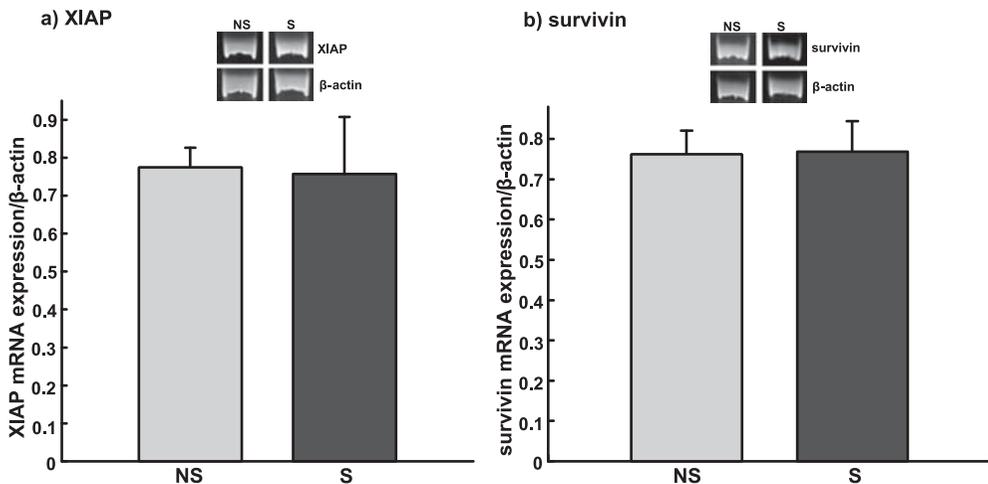 a) XIAP
NS S
XIAP
β-actin
XIAP mRNA expression/β-actin
0.9
0.8
0.7
0.6
0.5
0.4
0.3
0.2
0.1
0
NS S
b) survivin
NS S
survivin
β-actin
survivin mRNA expression/β-actin
0.8
0.7
0.6
0.5
0.4
0.3
0.2
0.1
0
NS S